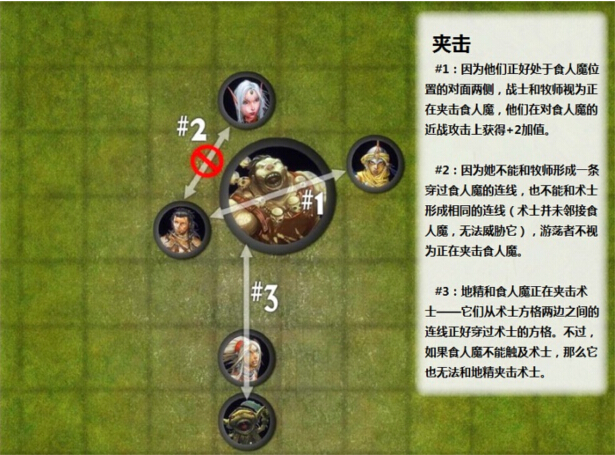 夹击
#1：因为他们正好处于食人魔位
置的对面两侧，战士和牧师视为正
在夹击食人魔，他们在对食人魔的
近战攻击上获得+2加值。
#2：因为她不能和牧师形成一条
穿过食人魔的连线，也不能和术士
形成相同的连线（术士并未邻接食
人魔，无法威胁它），游荡者不视
为正在夹击食人魔。
#3：地精和食人魔正在夹击术
士——它们从术士方格两边之间的
连线正好穿过术士的方格。不过，
如果食人魔不能触及术士，那么它
也无法和地精夹击术士。
#2
#1
#3